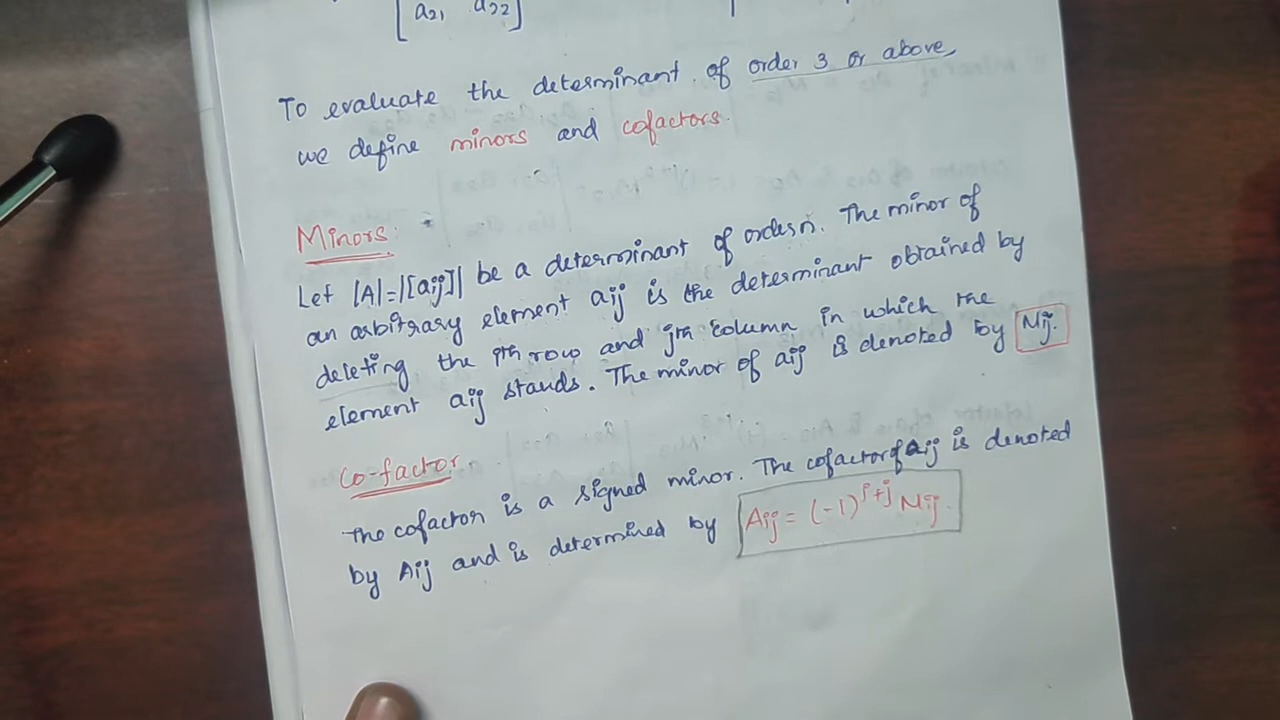 a21 a22
To evaluate the determinant of order 3 or above,
we define minors and cofactors.
Minors:
Let |A|=|[aij]| be a determinant of order n. The minor of
an arbitrary element aij is the determinant obtained by
deleting the ith row and jth column in which the
element aij stands. The minor of aij is denoted by Mij.
Co-factor
The cofactor is a signed minor. The cofactor of aij is denoted
by Aij and is determined by Aij = (-1)^i+j Mij.